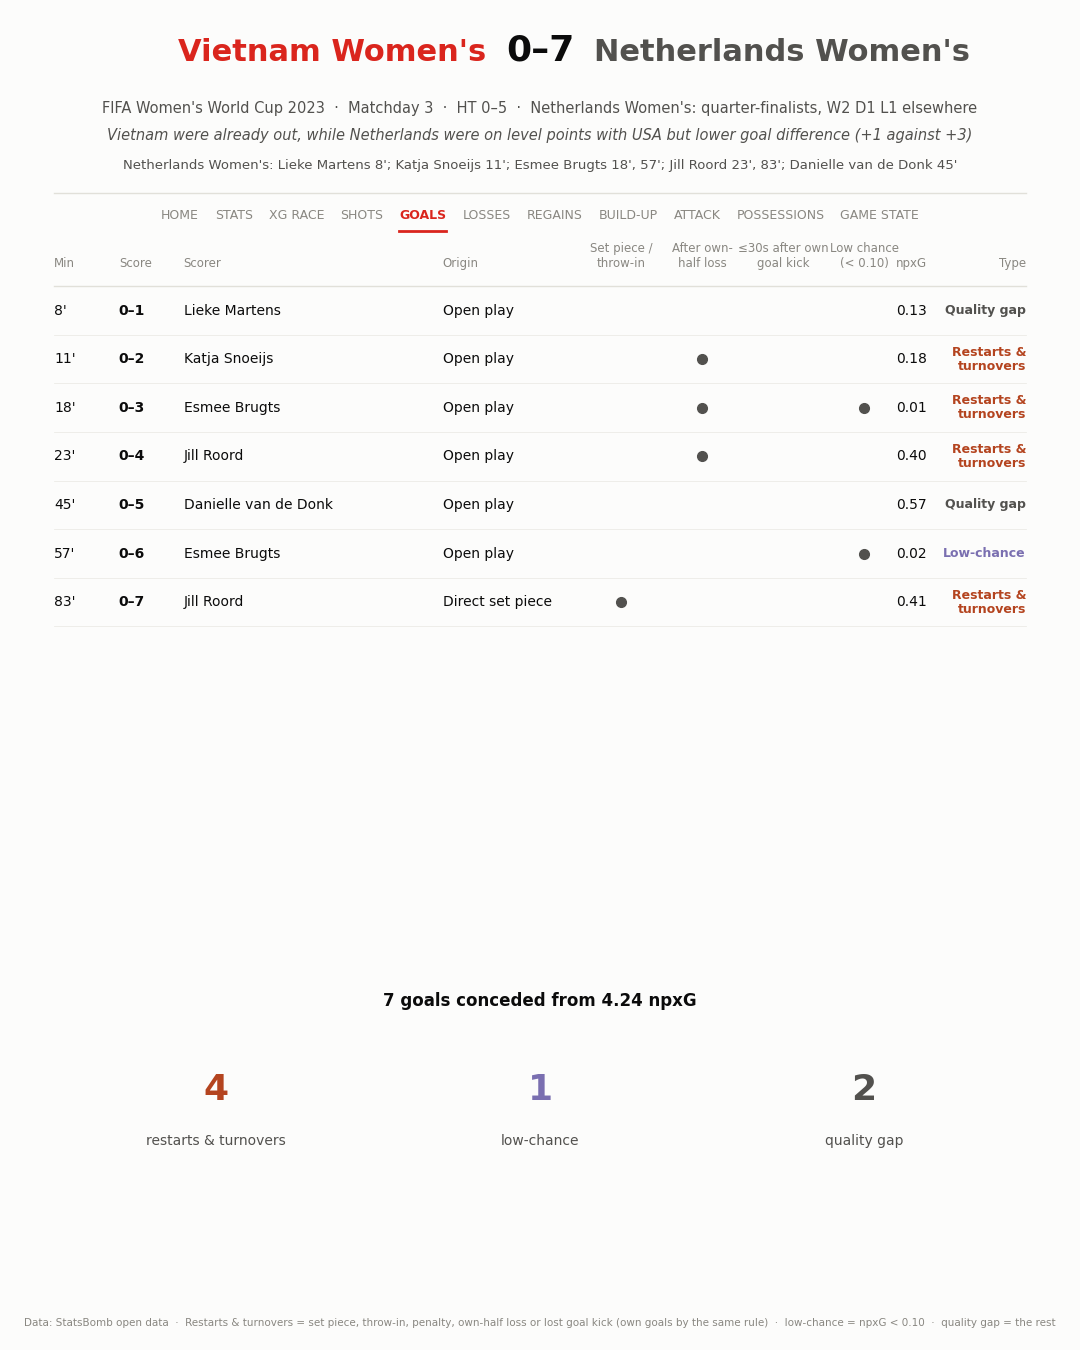 Vietnam Women's 0–7 Netherlands Women's
FIFA Women's World Cup 2023 · Matchday 3 · HT 0–5 · Netherlands Women's: quarter-finalists, W2 D1 L1 elsewhere
Vietnam were already out, while Netherlands were on level points with USA but lower goal difference (+1 against +3)
Netherlands Women's: Lieke Martens 8'; Katja Snoeijs 11'; Esmee Brugts 18', 57'; Jill Roord 23', 83'; Danielle van de Donk 45'
HOME STATS XG RACE SHOTS GOALS LOSSES REGAINS BUILD-UP ATTACK POSSESSIONS GAME STATE
Set piece / After own- ≤30s after own Low chance
Min Score Scorer Origin throw-in half loss goal kick (< 0.10) npxG Type
8' 0–1 Lieke Martens Open play 0.13 Quality gap
11' 0–2 Katja Snoeijs Open play ● 0.18 Restarts &
turnovers
18' 0–3 Esmee Brugts Open play ● ● 0.01 Restarts &
turnovers
23' 0–4 Jill Roord Open play ● 0.40 Restarts &
turnovers
45' 0–5 Danielle van de Donk Open play 0.57 Quality gap
57' 0–6 Esmee Brugts Open play ● 0.02 Low-chance
83' 0–7 Jill Roord Direct set piece ● 0.41 Restarts &
turnovers
7 goals conceded from 4.24 npxG
4 1 2
restarts & turnovers low-chance quality gap
Data: StatsBomb open data · Restarts & turnovers = set piece, throw-in, penalty, own-half loss or lost goal kick (own goals by the same rule) · low-chance = npxG < 0.10 · quality gap = the rest